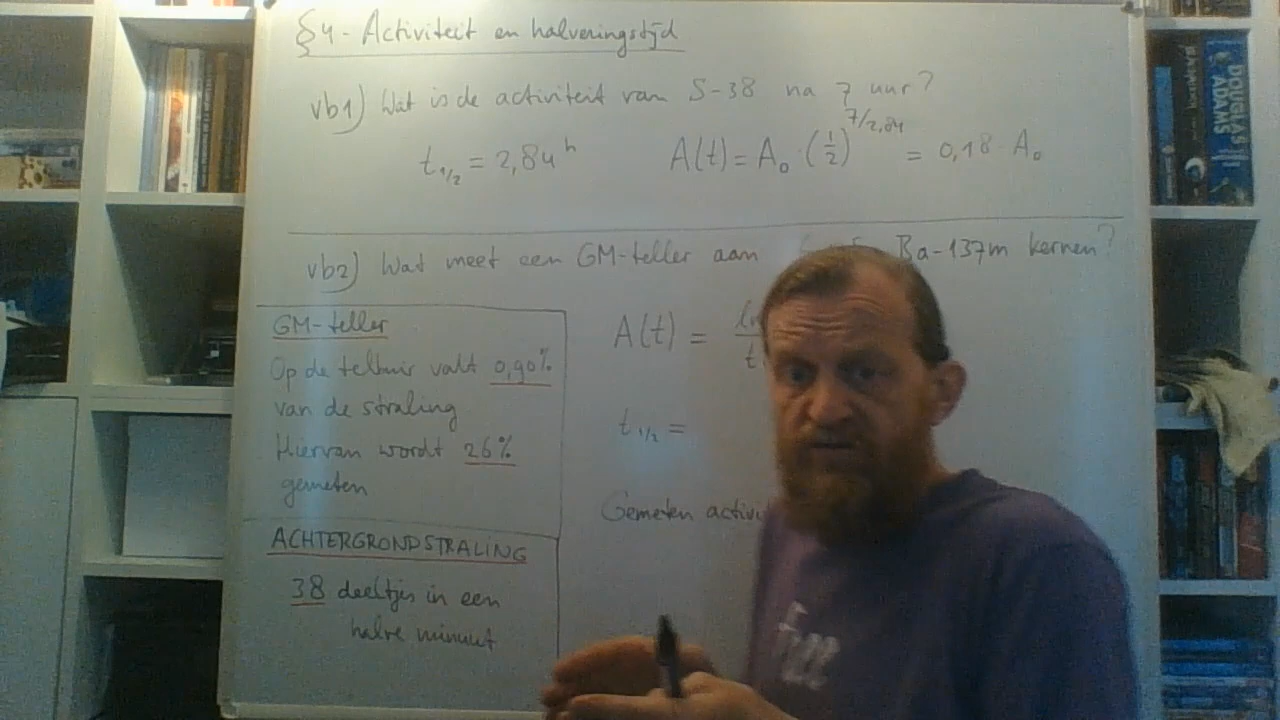 §4 - Activiteit en halveringstijd
vb1) Wat is de activiteit van S-38 na 7 uur?
t₁/₂ = 2,84ʰ
A(t) = A₀ · (1/2)^7/2,84 = 0,18 · A₀
vb2) Wat meet een GM-teller aan Ba-137m kernen?
GM-teller
Op de telbuis valt 0,90%
van de straling
Hiervan wordt 26%
gemeten
A(t) =
t₁/₂ =
Gemeten
ACHTERGRONDSTRALING
38 deeltjes in een
halve minuut
DOUGLAS
ADAMS
Free